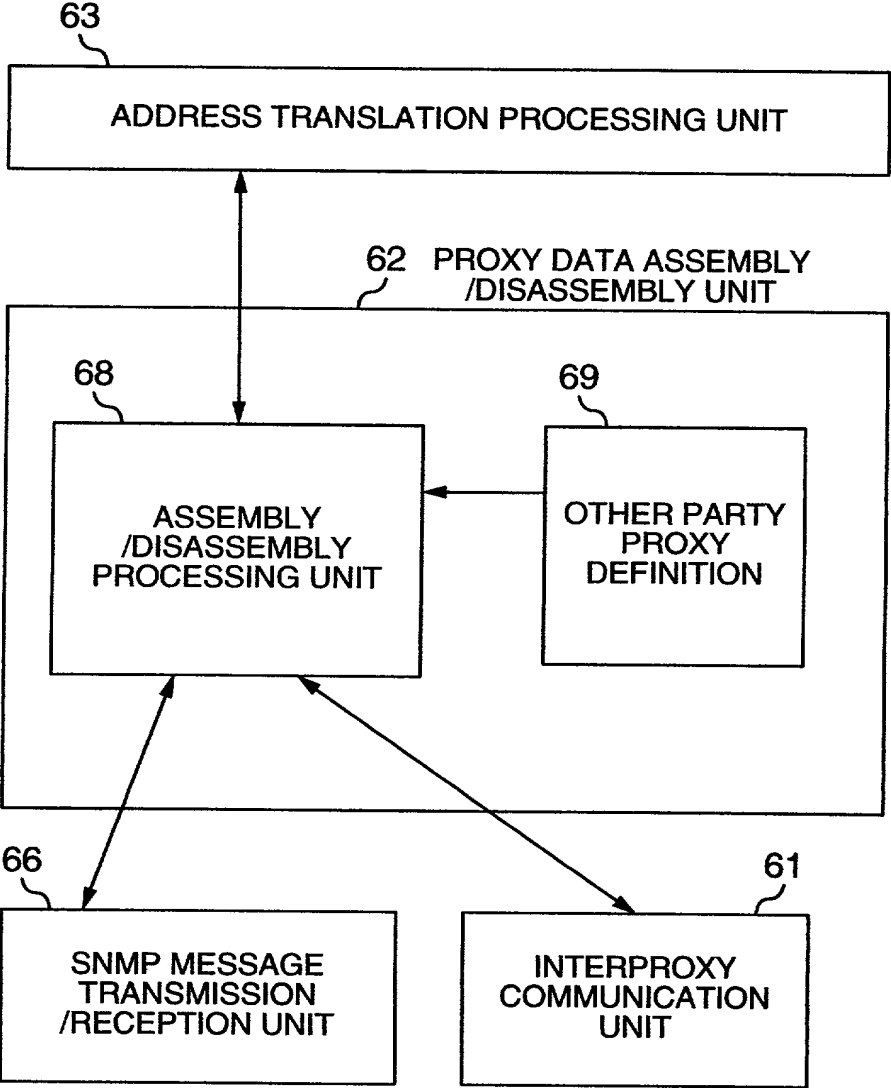 63
ADDRESS TRANSLATION PROCESSING UNIT
62 PROXY DATA ASSEMBLY
/DISASSEMBLY UNIT
68
ASSEMBLY
/DISASSEMBLY
PROCESSING UNIT
69
OTHER PARTY
PROXY
DEFINITION
66
SNMP MESSAGE
TRANSMISSION
/RECEPTION UNIT
61
INTERPROXY
COMMUNICATION
UNIT